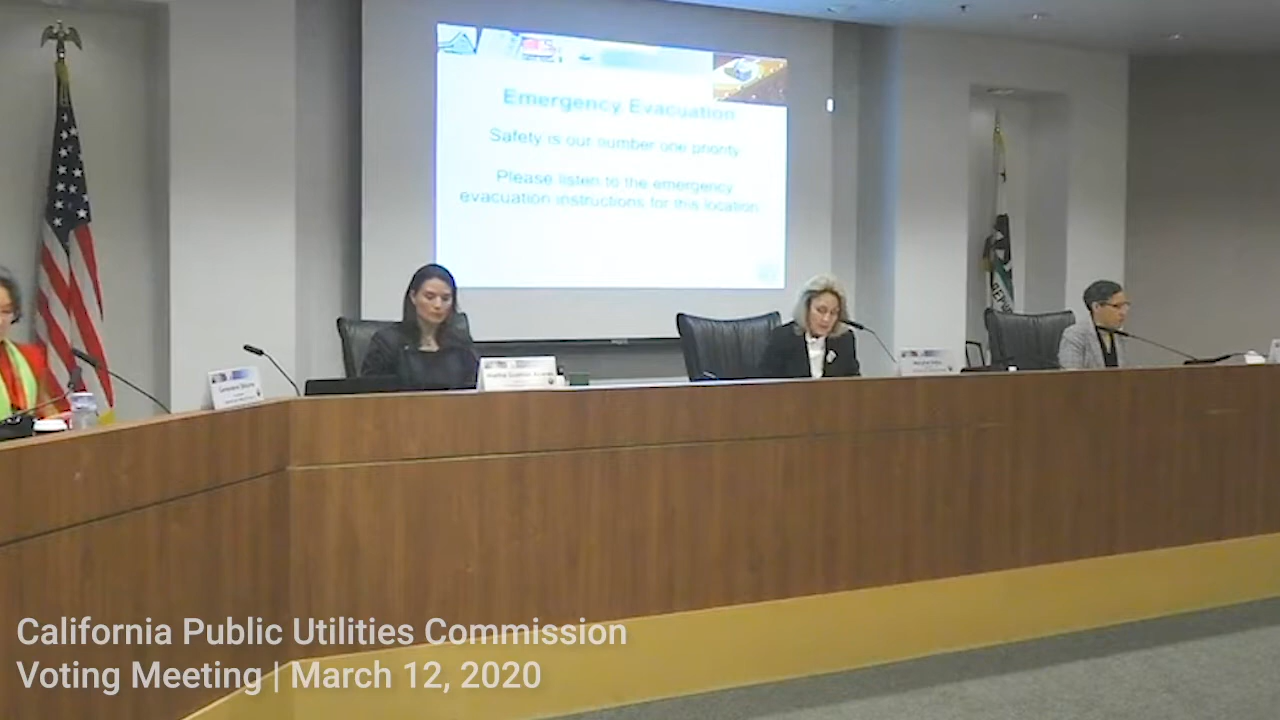 Emergency Evacuation
Safety is our number one priority
Please listen to the emergency
evacuation instructions for this location
California Public Utilities Commission
Voting Meeting | March 12, 2020